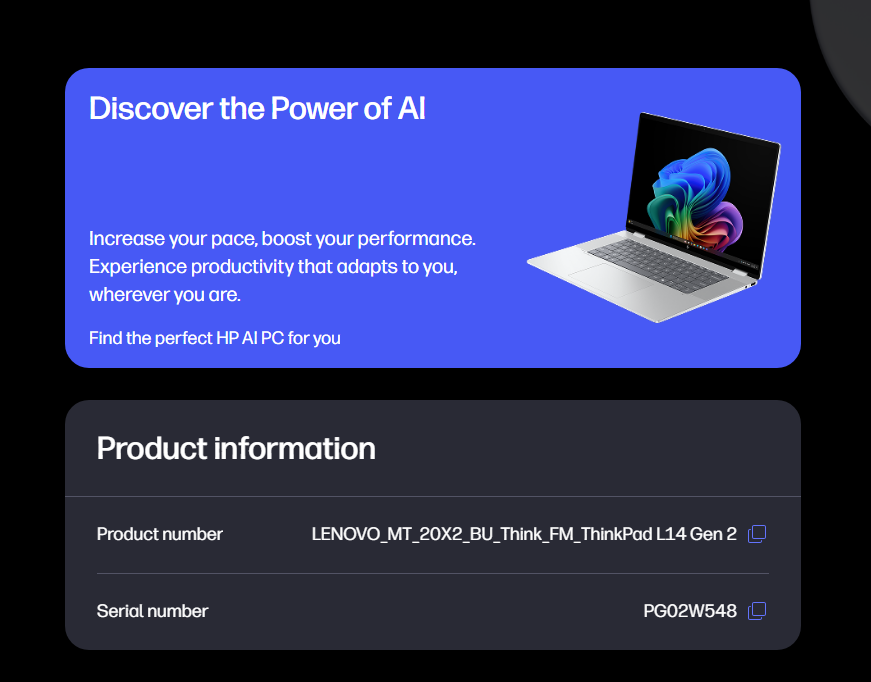 Discover the Power of AI
Increase your pace, boost your performance.
Experience productivity that adapts to you,
wherever you are.
Find the perfect HP AI PC for you
Product information
Product number LENOVO_MT_20X2_BU_Think_FM_ThinkPad L14 Gen 2
Serial number PG02W548